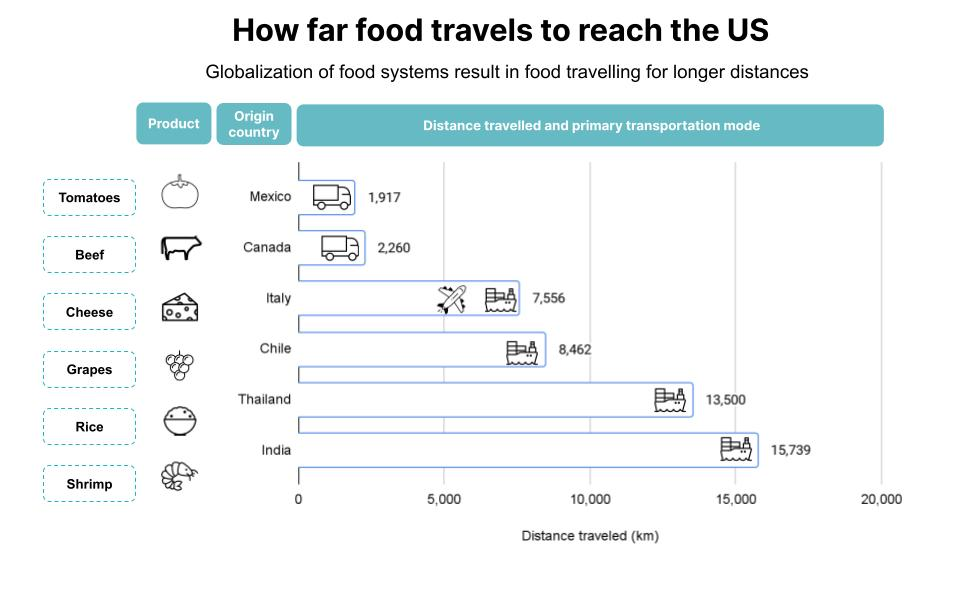 How far food travels to reach the US
Globalization of food systems result in food travelling for longer distances
Product
Origin
country
Distance travelled and primary transportation mode
Tomatoes
Mexico
1,917
Beef
Canada
2,260
Cheese
Italy
7,556
Grapes
Chile
8,462
Rice
Thailand
13,500
Shrimp
India
15,739
0
5,000
10,000
15,000
20,000
Distance traveled (km)